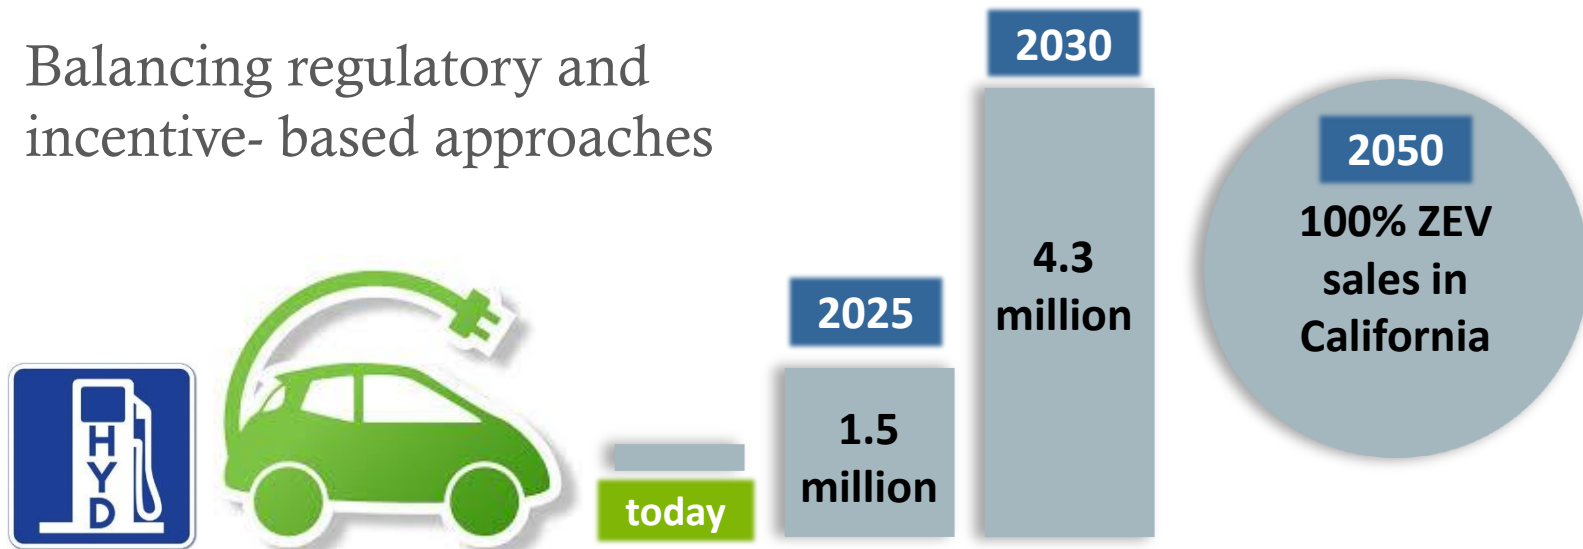 Balancing regulatory and
incentive- based approaches
HYD
today
2025
1.5
million
2030
4.3
million
2050
100% ZEV
sales in
California